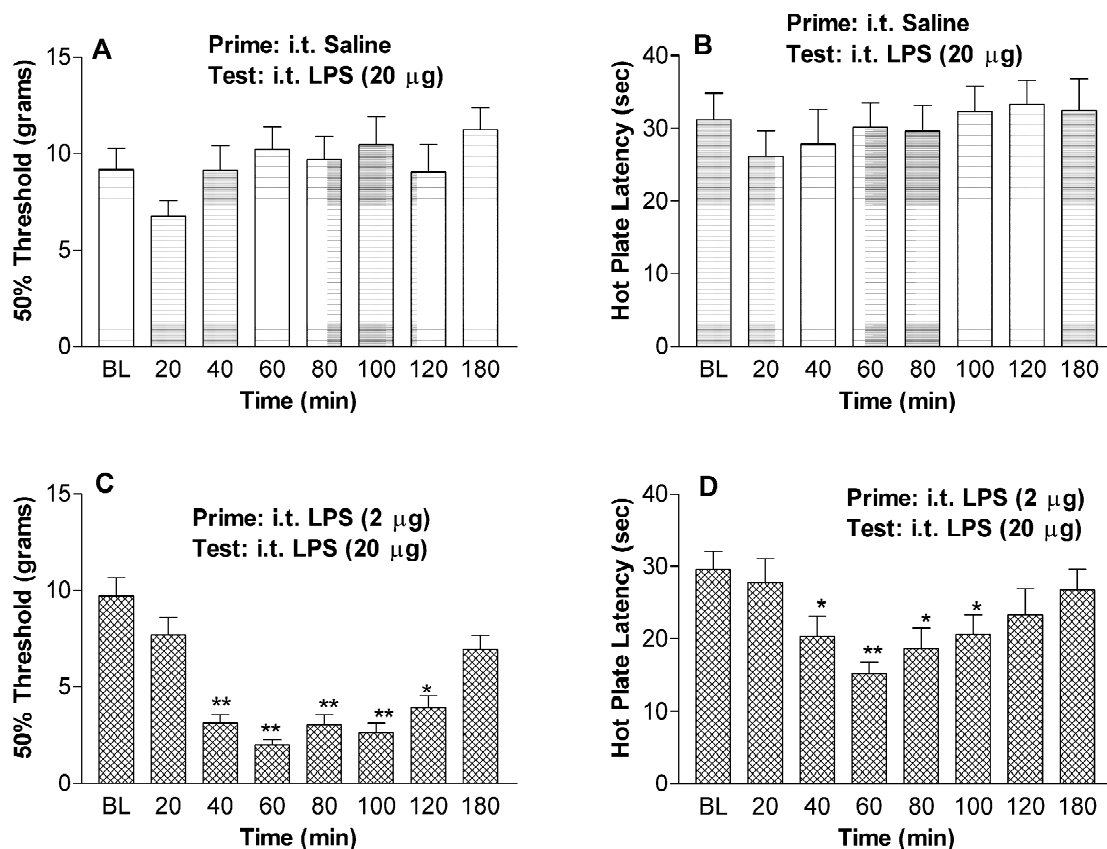 A
Prime: i.t. Saline
Test: i.t. LPS (20 μg)
50% Threshold (grams)
15
10
5
0
BL 20 40 60 80 100 120 180
Time (min)
B
Prime: i.t. Saline
Test: i.t. LPS (20 μg)
Hot Plate Latency (sec)
40
30
20
10
0
BL 20 40 60 80 100 120 180
Time (min)
C
Prime: i.t. LPS (2 μg)
Test: i.t. LPS (20 μg)
50% Threshold (grams)
15
10
5
0
** ** ** ** *
BL 20 40 60 80 100 120 180
Time (min)
D
Prime: i.t. LPS (2 μg)
Test: i.t. LPS (20 μg)
Hot Plate Latency (sec)
40
30
20
10
0
* ** * *
BL 20 40 60 80 100 120 180
Time (min)